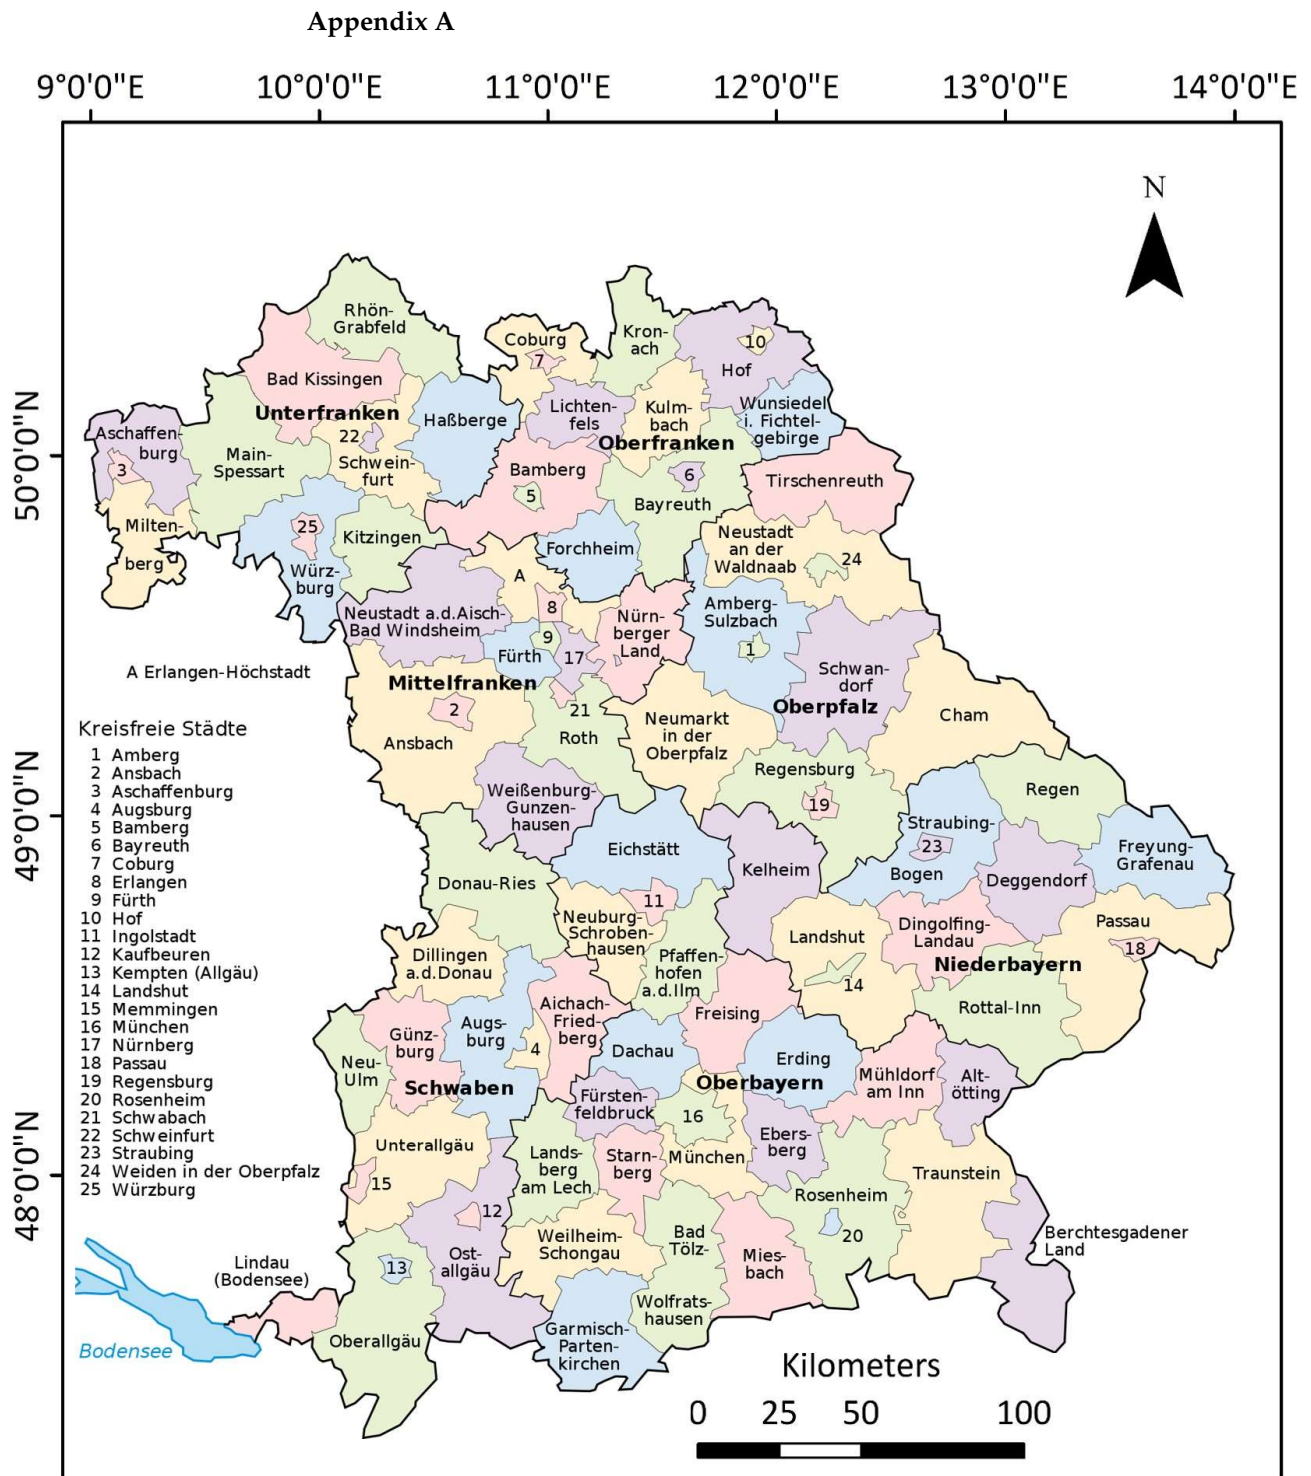 Appendix A
9°0'0"E 10°0'0"E 11°0'0"E 12°0'0"E 13°0'0"E 14°0'0"E
N
50°0'0"N
49°0'0"N
48°0'0"N
Rhön-
Grabfeld
Bad Kissingen
Unterfranken
22
Schwein-
furt
Haßberge
Aschaffen-
burg
3
Main-
Spessart
Milten-
berg
25
Würz-
burg
Kitzingen
Coburg
7
Kron-
ach
10
Hof
Lichten-
fels
Kulm-
bach
Wunsiedel
i. Fichtel-
gebirge
Oberfranken
Bamberg
5
6
Bayreuth
Forchheim
Tirschenreuth
Neustadt
an der
Waldnaab
24
A
8
9
Fürth
17
Neustadt a.d.Aisch-
Bad Windsheim
Nürn-
berger
Land
Amberg-
Sulzbach
1
Schwan-
dorf
Oberpfalz
Cham
A Erlangen-Höchstadt
Mittelfranken
2
Ansbach
21
Roth
Neumarkt
in der
Oberpfalz
Regensburg
19
Weißenburg-
Gunzen-
hausen
Eichstätt
Kelheim
Straubing-
23
Bogen
Regen
Deggendorf
Freyung-
Grafenau
Kreisfreie Städte
1 Amberg
2 Ansbach
3 Aschaffenburg
4 Augsburg
5 Bamberg
6 Bayreuth
7 Coburg
8 Erlangen
9 Fürth
10 Hof
11 Ingolstadt
12 Kaufbeuren
13 Kempten (Allgäu)
14 Landshut
15 Memmingen
16 München
17 Nürnberg
18 Passau
19 Regensburg
20 Rosenheim
21 Schwabach
22 Schweinfurt
23 Straubing
24 Weiden in der Oberpfalz
25 Würzburg
Donau-Ries
Neuburg-
Schroben-
hausen
11
Pfaffen-
hofen
a.d.Ilm
Landshut
14
Dingolfing-
Landau
Niederbayern
Passau
18
Rottal-Inn
Dillingen
a.d.Donau
Günz-
burg
Augs-
burg
4
Aichach-
Fried-
berg
Neu-
Ulm
Schwaben
Dachau
Freising
Erding
Oberbayern
Mühldorf
am Inn
Alt-
ötting
Fürsten-
feldbruck
16
Unterallgäu
15
Lands-
berg
am Lech
Starn-
berg
München
Ebers-
berg
Rosenheim
20
Traunstein
Berchtesgadener
Land
12
Ost-
allgäu
13
Oberallgäu
Weilheim-
Schongau
Bad
Tölz-
Wolfrats-
hausen
Mies-
bach
Garmisch-
Parten-
kirchen
Lindau
(Bodensee)
Bodensee
Kilometers
0 25 50 100